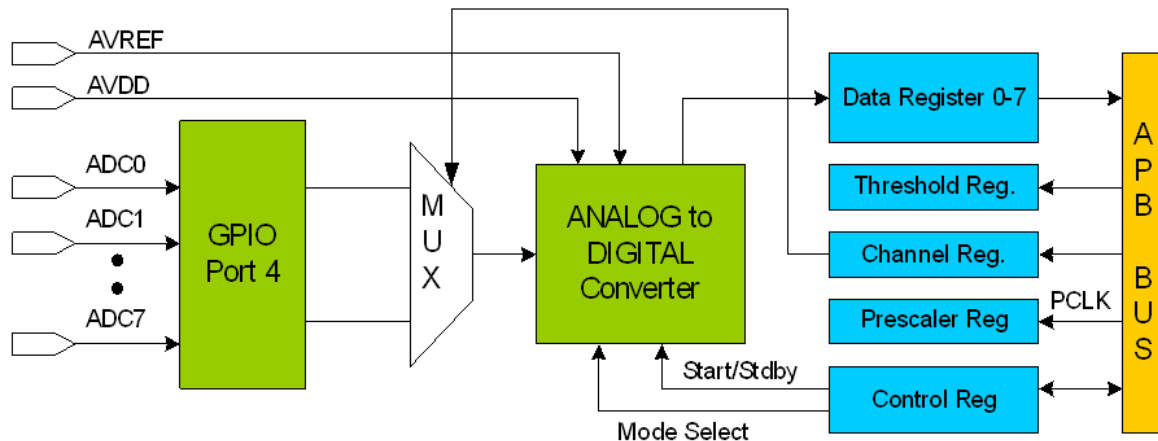 AVREF
AVDD
ADC0
ADC1
ADC7
GPIO
Port 4
M
U
X
ANALOG to
DIGITAL
Converter
Start/Stdby
Mode Select
Data Register 0-7
Threshold Reg.
Channel Reg.
Prescaler Reg
Control Reg
PCLK
A
P
B
B
U
S